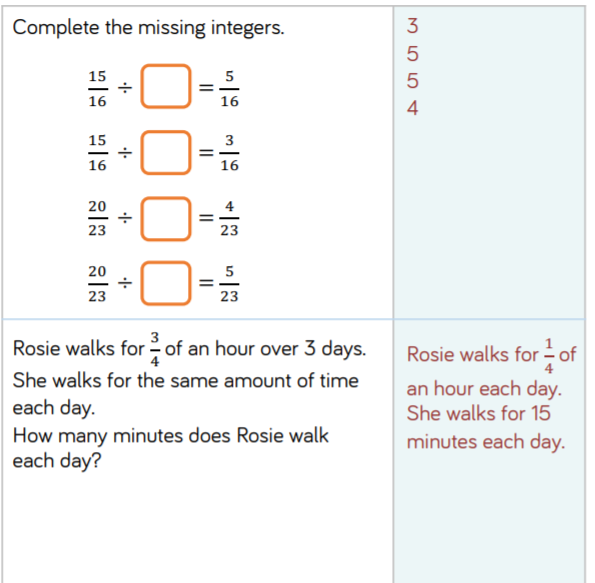 Complete the missing integers.
15/16 ÷ = 5/16
15/16 ÷ = 3/16
20/23 ÷ = 4/23
20/23 ÷ = 5/23
3
5
5
4
Rosie walks for 3/4 of an hour over 3 days.
She walks for the same amount of time
each day.
How many minutes does Rosie walk
each day?
Rosie walks for 1/4 of
an hour each day.
She walks for 15
minutes each day.